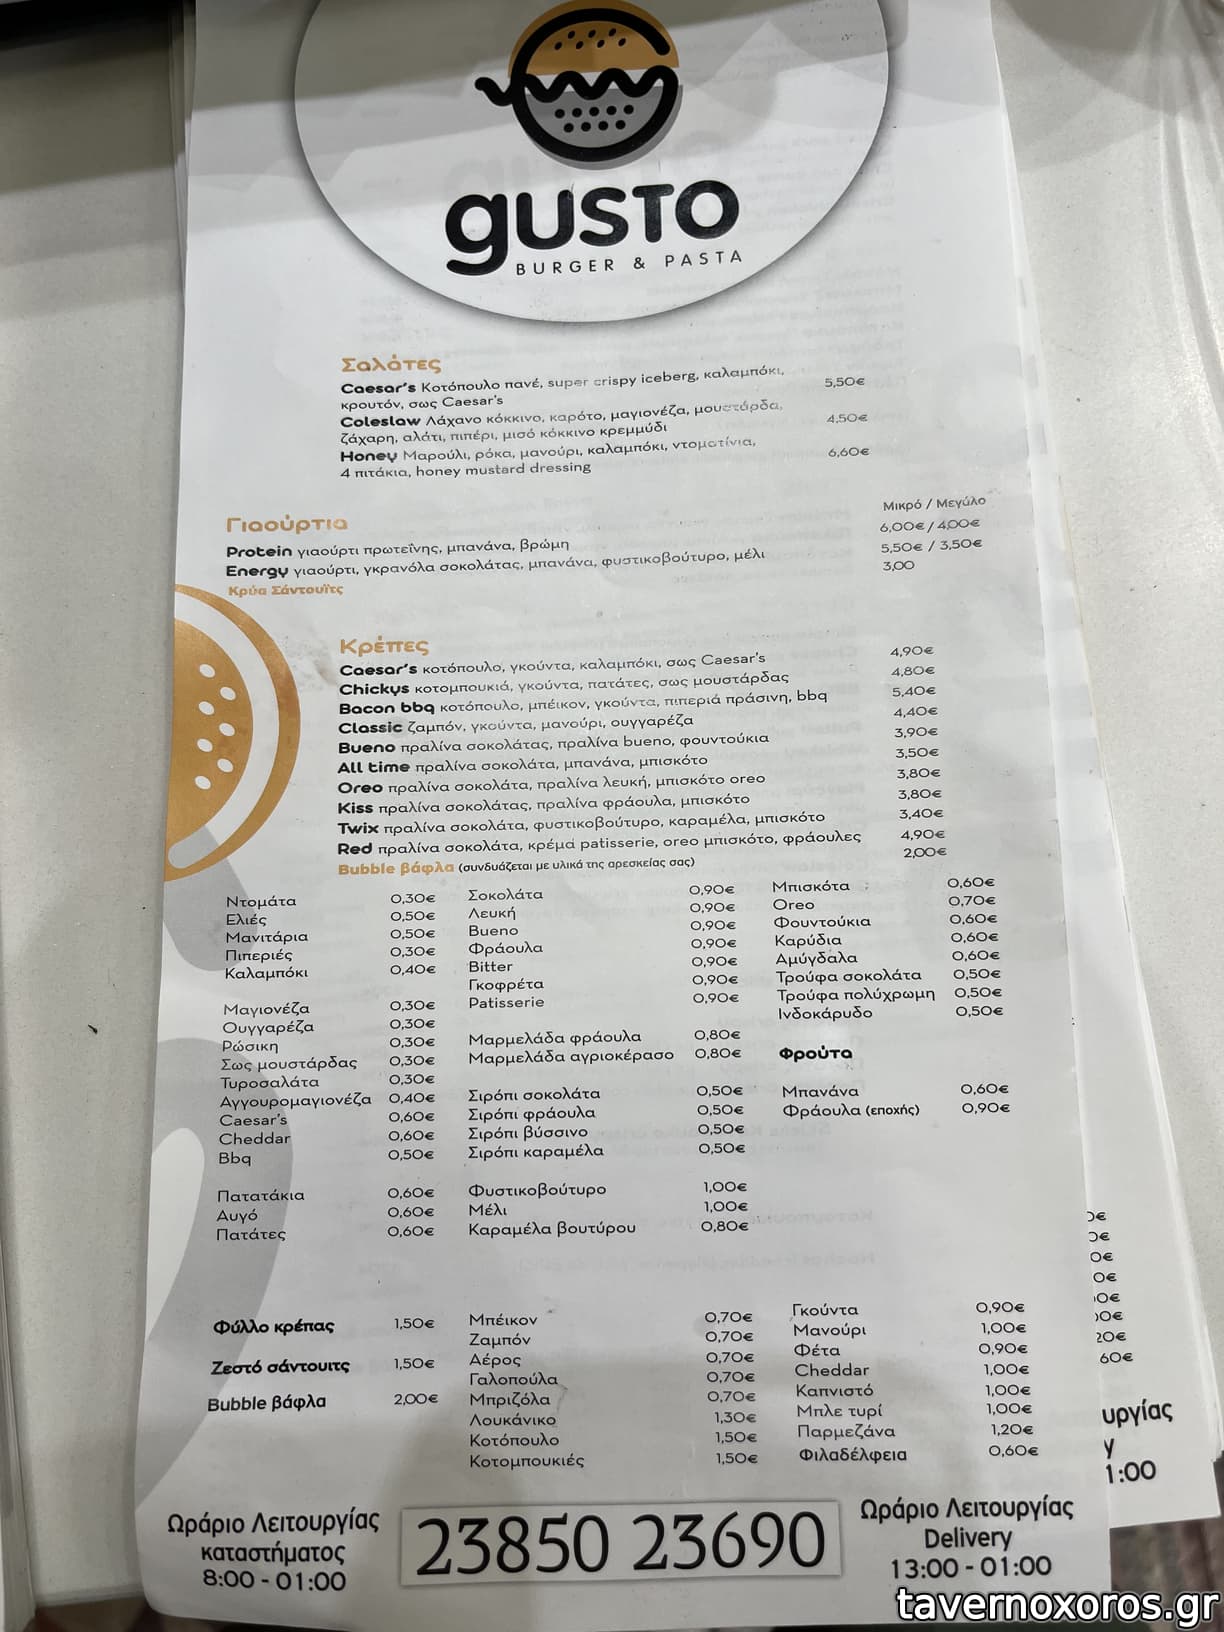 gusto
BURGER & PASTA
Σαλάτες
Caesar's Κοτόπουλο πανέ, super crispy iceberg, καλαμπόκι, 5,50€
κρουτόν, σως Caesar's
Coleslaw Λάχανο κόκκινο, καρότο, μαγιονέζα, μουστάρδα, 4,50€
ζάχαρη, αλάτι, πιπέρι, μισό κόκκινο κρεμμύδι
Honey Μαρούλι, ρόκα, μανούρι, καλαμπόκι, ντοματίνια, 6,60€
4 πιτάκια, honey mustard dressing
Γιαούρτια Μικρό / Μεγάλο
Protein γιαούρτι πρωτεΐνης, μπανάνα, βρώμη 6,00€ / 4,00€
Energy γιαούρτι, γκρανόλα σοκολάτας, μπανάνα, φυστικοβούτυρο, μέλι 5,50€ / 3,50€
Κρύα Σάντουϊτς 3,00
Κρέπες
Caesar's κοτόπουλο, γκούντα, καλαμπόκι, σως Caesar's 4,90€
Chickys κοτομπουκιά, γκούντα, πατάτες, σως μουστάρδας 4,80€
Bacon bbq κοτόπουλο, μπέικον, γκούντα, πιπεριά πράσινη, bbq 5,40€
Classic ζαμπόν, γκούντα, μανούρι, ουγγαρέζα 4,40€
Bueno πραλίνα σοκολάτας, πραλίνα bueno, φουντούκια 3,90€
All time πραλίνα σοκολάτα, μπανάνα, μπισκότο 3,50€
Oreo πραλίνα σοκολάτα, πραλίνα λευκή, μπισκότο oreo 3,80€
Kiss πραλίνα σοκολάτας, πραλίνα φράουλα, μπισκότο 3,80€
Twix πραλίνα σοκολάτα, φυστικοβούτυρο, καραμέλα, μπισκότο 3,40€
Red πραλίνα σοκολάτα, κρέμα patisserie, oreo μπισκότο, φράουλες 4,90€
Bubble βάφλα (συνδυάζεται με υλικά της αρεσκείας σας) 2,00€
Ντομάτα 0,30€
Ελιές 0,50€
Μανιτάρια 0,50€
Πιπεριές 0,30€
Καλαμπόκι 0,40€
Μαγιονέζα 0,30€
Ουγγαρέζα 0,30€
Ρώσικη 0,30€
Σως μουστάρδας 0,30€
Τυροσαλάτα 0,30€
Αγγουρομαγιονέζα 0,40€
Caesar's 0,60€
Cheddar 0,60€
Bbq 0,50€
Πατατάκια 0,60€
Αυγό 0,60€
Πατάτες 0,60€
Σοκολάτα 0,90€
Λευκή 0,90€
Bueno 0,90€
Φράουλα 0,90€
Bitter 0,90€
Γκοφρέτα 0,90€
Patisserie 0,90€
Μαρμελάδα φράουλα 0,80€
Μαρμελάδα αγριοκέρασο 0,80€
Σιρόπι σοκολάτα 0,50€
Σιρόπι φράουλα 0,50€
Σιρόπι βύσσινο 0,50€
Σιρόπι καραμέλα 0,50€
Φυστικοβούτυρο 1,00€
Μέλι 1,00€
Καραμέλα βουτύρου 0,80€
Μπισκότα 0,60€
Oreo 0,70€
Φουντούκια 0,60€
Καρύδια 0,60€
Αμύγδαλα 0,60€
Τρούφα σοκολάτα 0,50€
Τρούφα πολύχρωμη 0,50€
Ινδοκάρυδο 0,50€
Φρούτα
Μπανάνα 0,60€
Φράουλα (εποχής) 0,90€
Φύλλο κρέπας 1,50€
Ζεστό σάντουιτς 1,50€
Bubble βάφλα 2,00€
Μπέικον 0,70€
Ζαμπόν 0,70€
Αέρος 0,70€
Γαλοπούλα 0,70€
Μπριζόλα 0,70€
Λουκάνικο 1,30€
Κοτόπουλο 1,50€
Κοτομπουκιές 1,50€
Γκούντα 0,90€
Μανούρι 1,00€
Φέτα 0,90€
Cheddar 1,00€
Καπνιστό 1,00€
Μπλε τυρί 1,00€
Παρμεζάνα 1,20€
Φιλαδέλφεια 0,60€
Ωράριο Λειτουργίας
καταστήματος
8:00 - 01:00
23850 23690
Ωράριο Λειτουργίας
Delivery
13:00 - 01:00
υργίας
y
1:00
tavernoxoros.gr